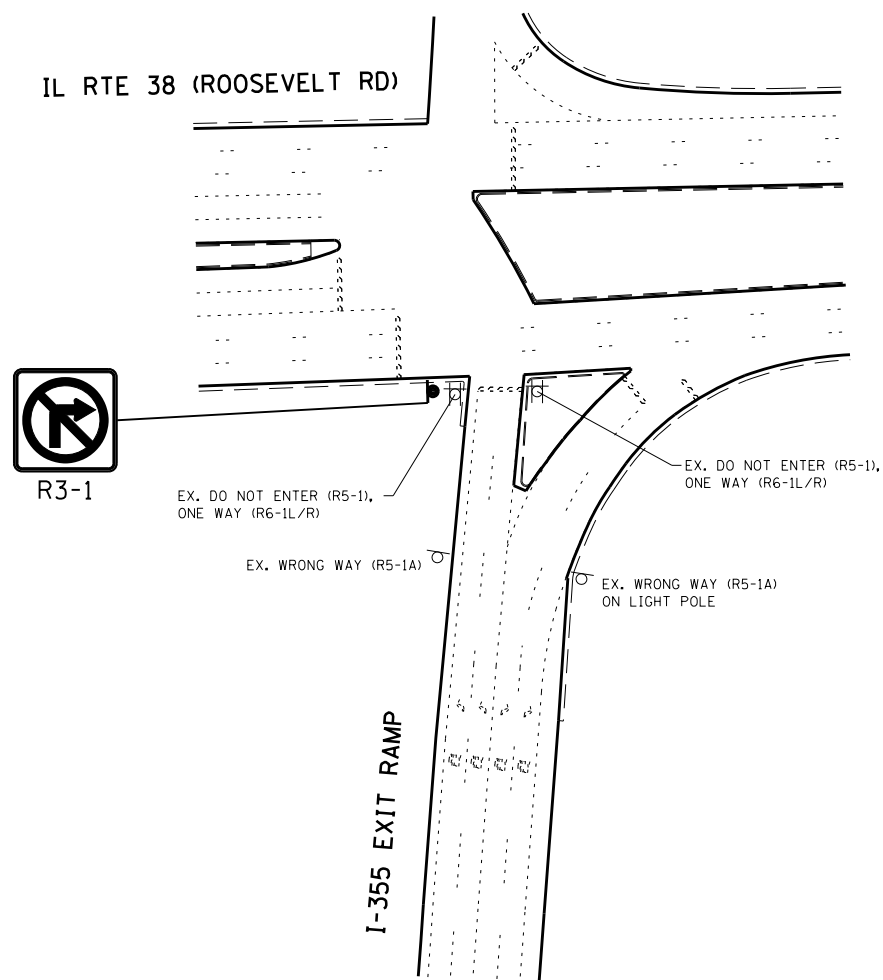 IL RTE 38 (ROOSEVELT RD)
R3-1
EX. DO NOT ENTER (R5-1),
ONE WAY (R6-1L/R)
EX. DO NOT ENTER (R5-1),
ONE WAY (R6-1L/R)
EX. WRONG WAY (R5-1A)
EX. WRONG WAY (R5-1A)
ON LIGHT POLE
I-355 EXIT RAMP